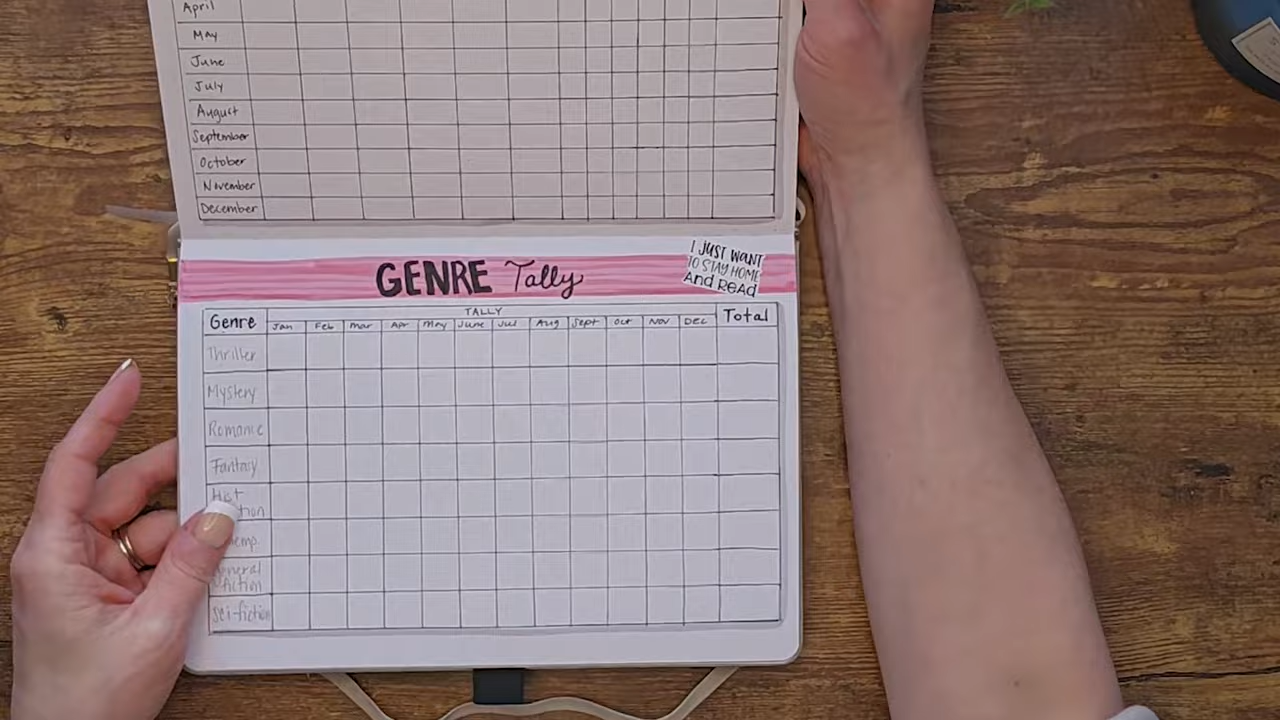 April
May
June
July
August
September
October
November
December
GENRE Tally
I JUST WANT
TO STAY HOME
And READ
Genre
TALLY
Total
Jan Feb Mar Apr May June Jul Aug Sept Oct Nov Dec
Thriller
Mystery
Romance
Fantasy
Hist
Sci-fiction